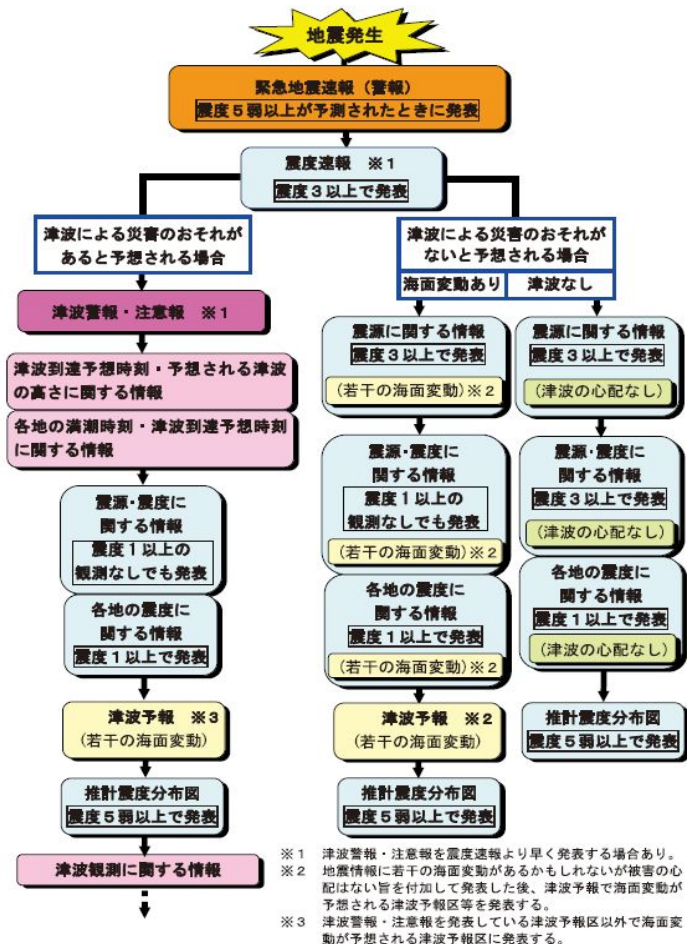 地震発生
緊急地震速報（警報）
震度５弱以上が予測されたときに発表
震度速報　※１
震度３以上で発表
津波による災害のおそれが
あると予想される場合
津波警報・注意報　※１
津波到達予想時刻・予想される津波
の高さに関する情報
各地の満潮時刻・津波到達予想時刻
に関する情報
震源・震度に
関する情報
震度１以上の
観測なしでも発表
各地の震度に
関する情報
震度１以上で発表
津波予報　※３
（若干の海面変動）
推計震度分布図
震度５弱以上で発表
津波観測に関する情報
津波による災害のおそれが
ないと予想される場合
海面変動あり
震源に関する情報
震度３以上で発表
（若干の海面変動）※２
震源・震度に
関する情報
震度１以上の
観測なしでも発表
（若干の海面変動）※２
各地の震度に
関する情報
震度１以上で発表
（若干の海面変動）※２
津波予報　※２
（若干の海面変動）
推計震度分布図
震度５弱以上で発表
津波なし
震源に関する情報
震度３以上で発表
（津波の心配なし）
震源・震度に
関する情報
震度３以上で発表
（津波の心配なし）
各地の震度に
関する情報
震度１以上で発表
（津波の心配なし）
推計震度分布図
震度５弱以上で発表
※１　津波警報・注意報を震度速報より早く発表する場合あり。
※２　地震情報に若干の海面変動があるかもしれないが被害の心
配はない旨を付加して発表した後、津波予報で海面変動が
予想される津波予報区等を発表する。
※３　津波警報・注意報を発表している津波予報区以外で海面変
動が予想される津波予報区に発表する。